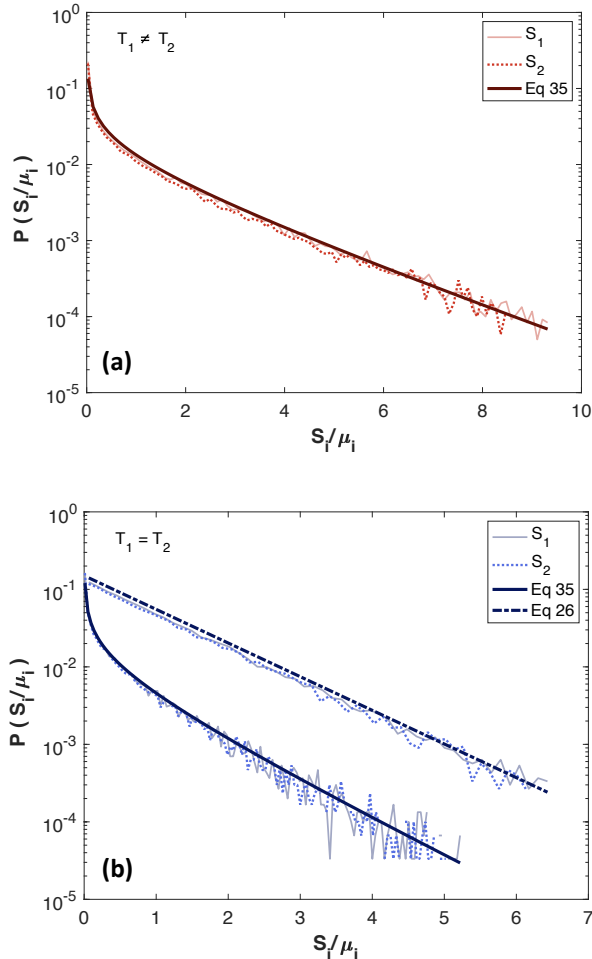 10^0
10^-1
10^-2
10^-3
10^-4
10^-5
P ( S_i/μ_i)
T_1 ≠ T_2
S_1
S_2
Eq 35
(a)
0 2 4 6 8 10
S_i/μ_i
10^0
10^-1
10^-2
10^-3
10^-4
10^-5
P ( S_i/μ_i)
T_1 = T_2
S_1
S_2
Eq 35
Eq 26
(b)
0 1 2 3 4 5 6 7
S_i/μ_i